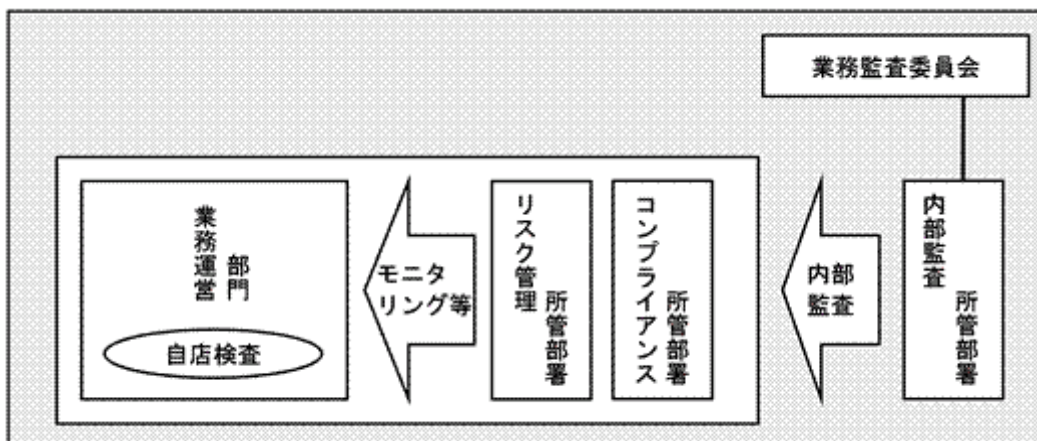 業務監査委員会
業務運営
部門
自店検査
モニタ
リング等
リスク管理
所管部署
コンプライアンス
所管部署
内部
監査
内部監査
所管部署